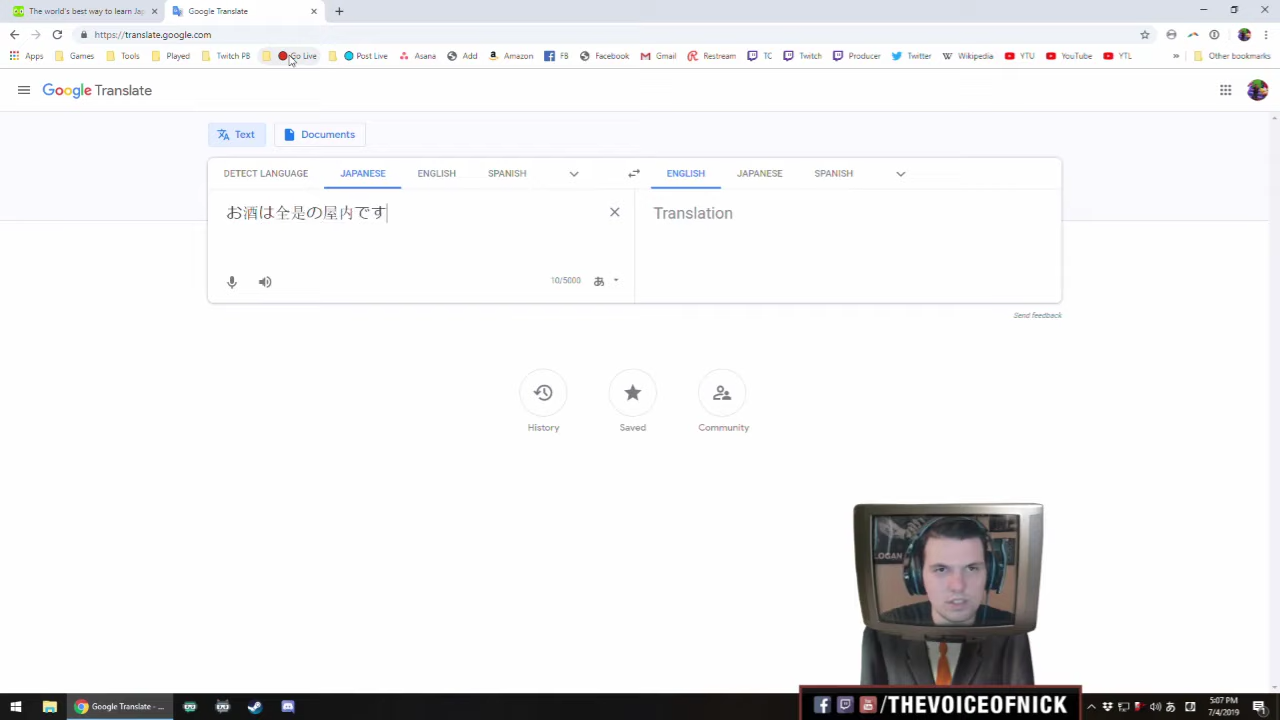 The world's best way to learn Jap
Google Translate
https://translate.google.com
Apps
Games
Tools
Played
Twitch PB
Go Live
Post Live
Asana
Add
Amazon
FB
Facebook
Gmail
Restream
TC
Twitch
Producer
Twitter
Wikipedia
YTU
YouTube
YTL
»
Other bookmarks
Google Translate
Text
Documents
DETECT LANGUAGE
JAPANESE
ENGLISH
SPANISH
ENGLISH
JAPANESE
SPANISH
お酒は全是の屋内です
Translation
10/5000
あ
Send feedback
History
Saved
Community
LOGAN
/THEVOICEOFNICK
Google Translate - ...
あ
5:07 PM
7/4/2019